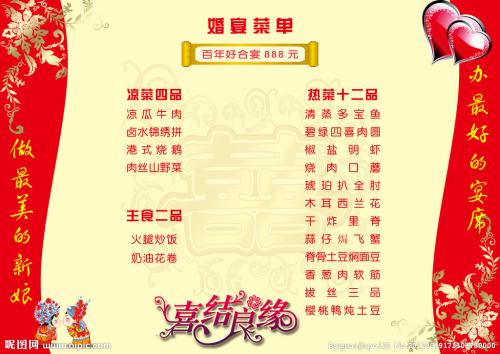 婚宴菜单
百年好合宴 888 元
凉菜四品
凉瓜牛肉
卤水锦绣拼
港式烧鹅
肉丝山野菜
主食二品
火腿炒饭
奶油花卷
热菜十二品
清蒸多宝鱼
碧绿四喜肉圆
椒盐明虾
烧肉口蘑
琥珀扒全肘
木耳西兰花
干炸里脊
蒜仔焗飞蟹
脊骨土豆焖面豆
香葱肉软筋
拔丝三品
樱桃鸭炖土豆
做最美的新娘
办最好的宴席
喜结良缘
昵图网
www.nipic.com